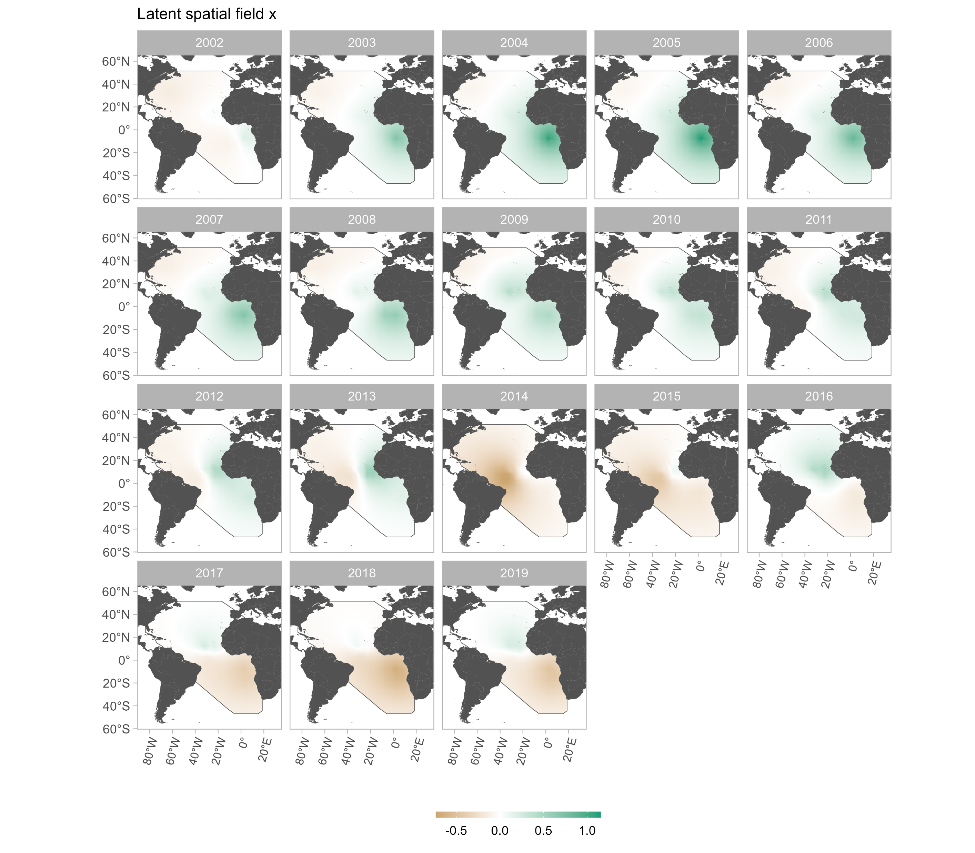 Latent spatial field x
2002 2003 2004 2005 2006
60°N
40°N
20°N
0°
20°S
40°S
60°S
2007 2008 2009 2010 2011
60°N
40°N
20°N
0°
20°S
40°S
60°S
2012 2013 2014 2015 2016
60°N
40°N
20°N
0°
20°S
40°S
60°S
80°W 60°W 40°W 20°W 0° 20°E 80°W 60°W 40°W 20°W 0° 20°E
2017 2018 2019
60°N
40°N
20°N
0°
20°S
40°S
60°S
80°W 60°W 40°W 20°W 0° 20°E 80°W 60°W 40°W 20°W 0° 20°E 80°W 60°W 40°W 20°W 0° 20°E
-0.5 0.0 0.5 1.0